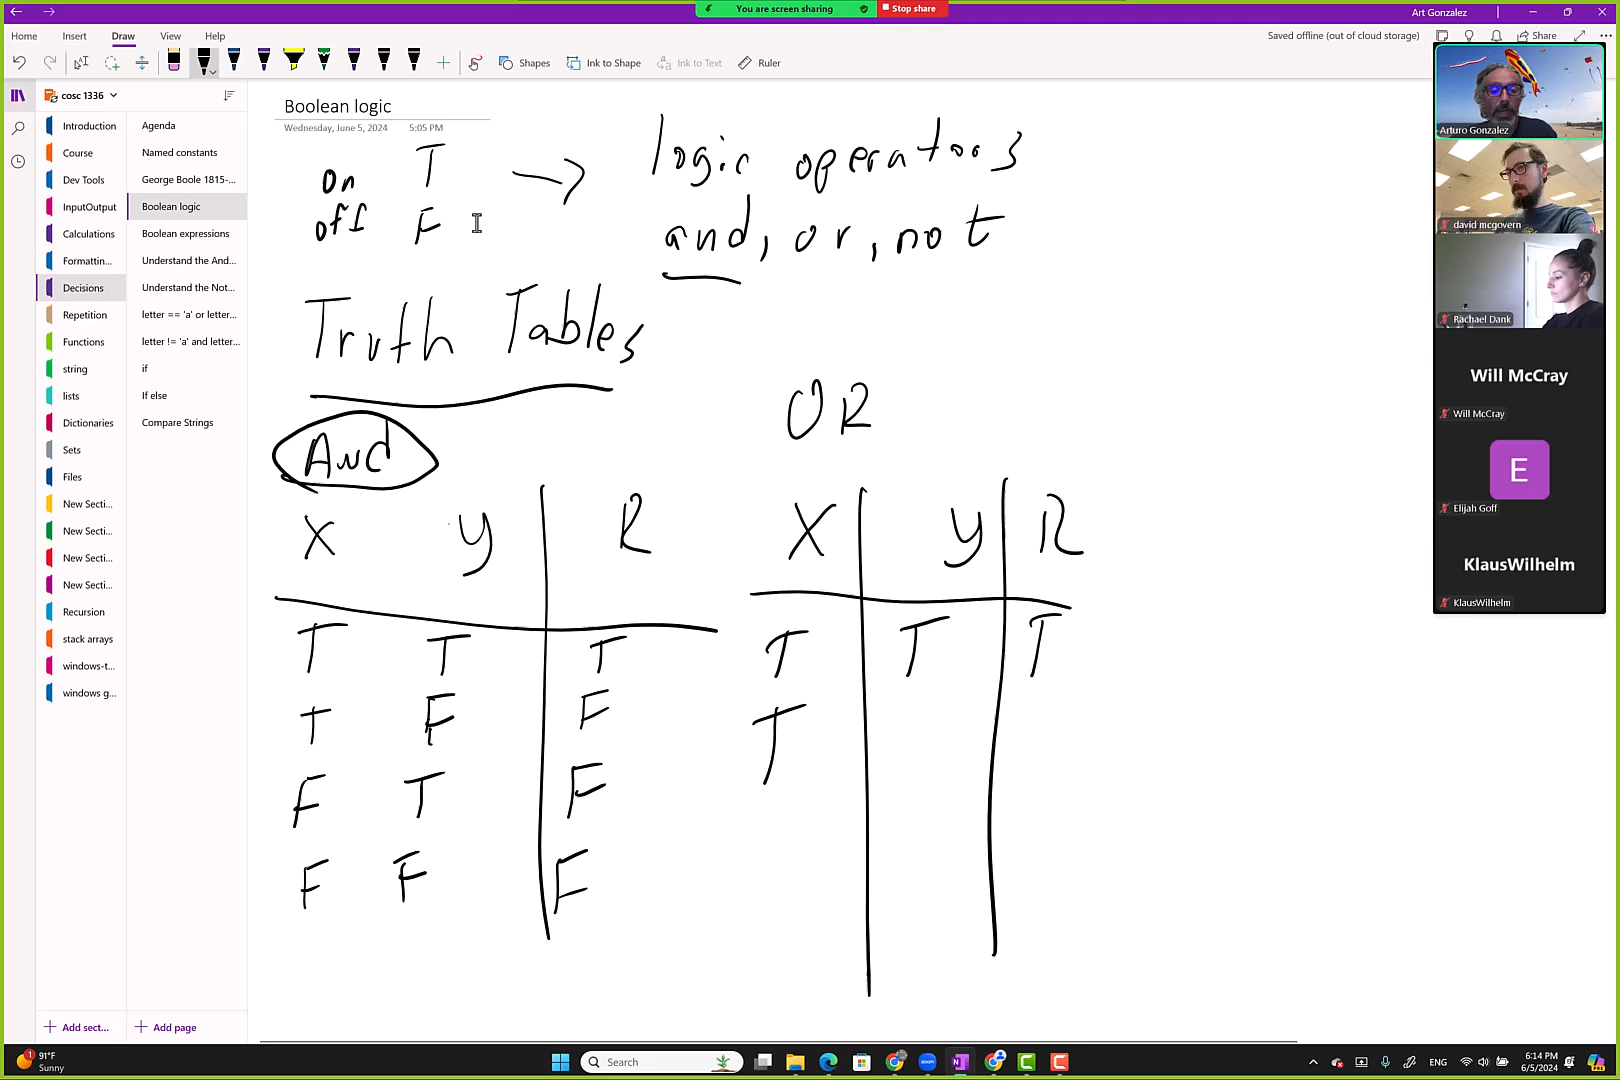 You are screen sharing
Stop share
Art Gonzalez
Home Insert Draw View Help
Saved offline (out of cloud storage)
Share
Shapes
Ink to Shape
Ink to Text
Ruler
cosc 1336
Introduction
Course
Dev Tools
InputOutput
Calculations
Formattin...
Decisions
Repetition
Functions
string
lists
Dictionaries
Sets
Files
New Secti...
New Secti...
New Secti...
New Secti...
Recursion
stack arrays
windows-t...
windows g...
Add sect...
Agenda
Named constants
George Boole 1815-...
Boolean logic
Boolean expressions
Understand the And...
Understand the Not...
letter == 'a' or letter...
letter != 'a' and letter...
if
If else
Compare Strings
Add page
Boolean logic
Wednesday, June 5, 2024 5:05 PM
on T → logic operators
off F and, or, not
Truth Tables
And
X y R
T T T
T F F
F T F
F F F
OR
X y R
T T T
T
Arturo Gonzalez
david mcgovern
Rachael Dank
Will McCray
Will McCray
E
Elijah Goff
KlausWilhelm
KlausWilhelm
1
91°F
Sunny
Search
ENG
6:14 PM
6/5/2024